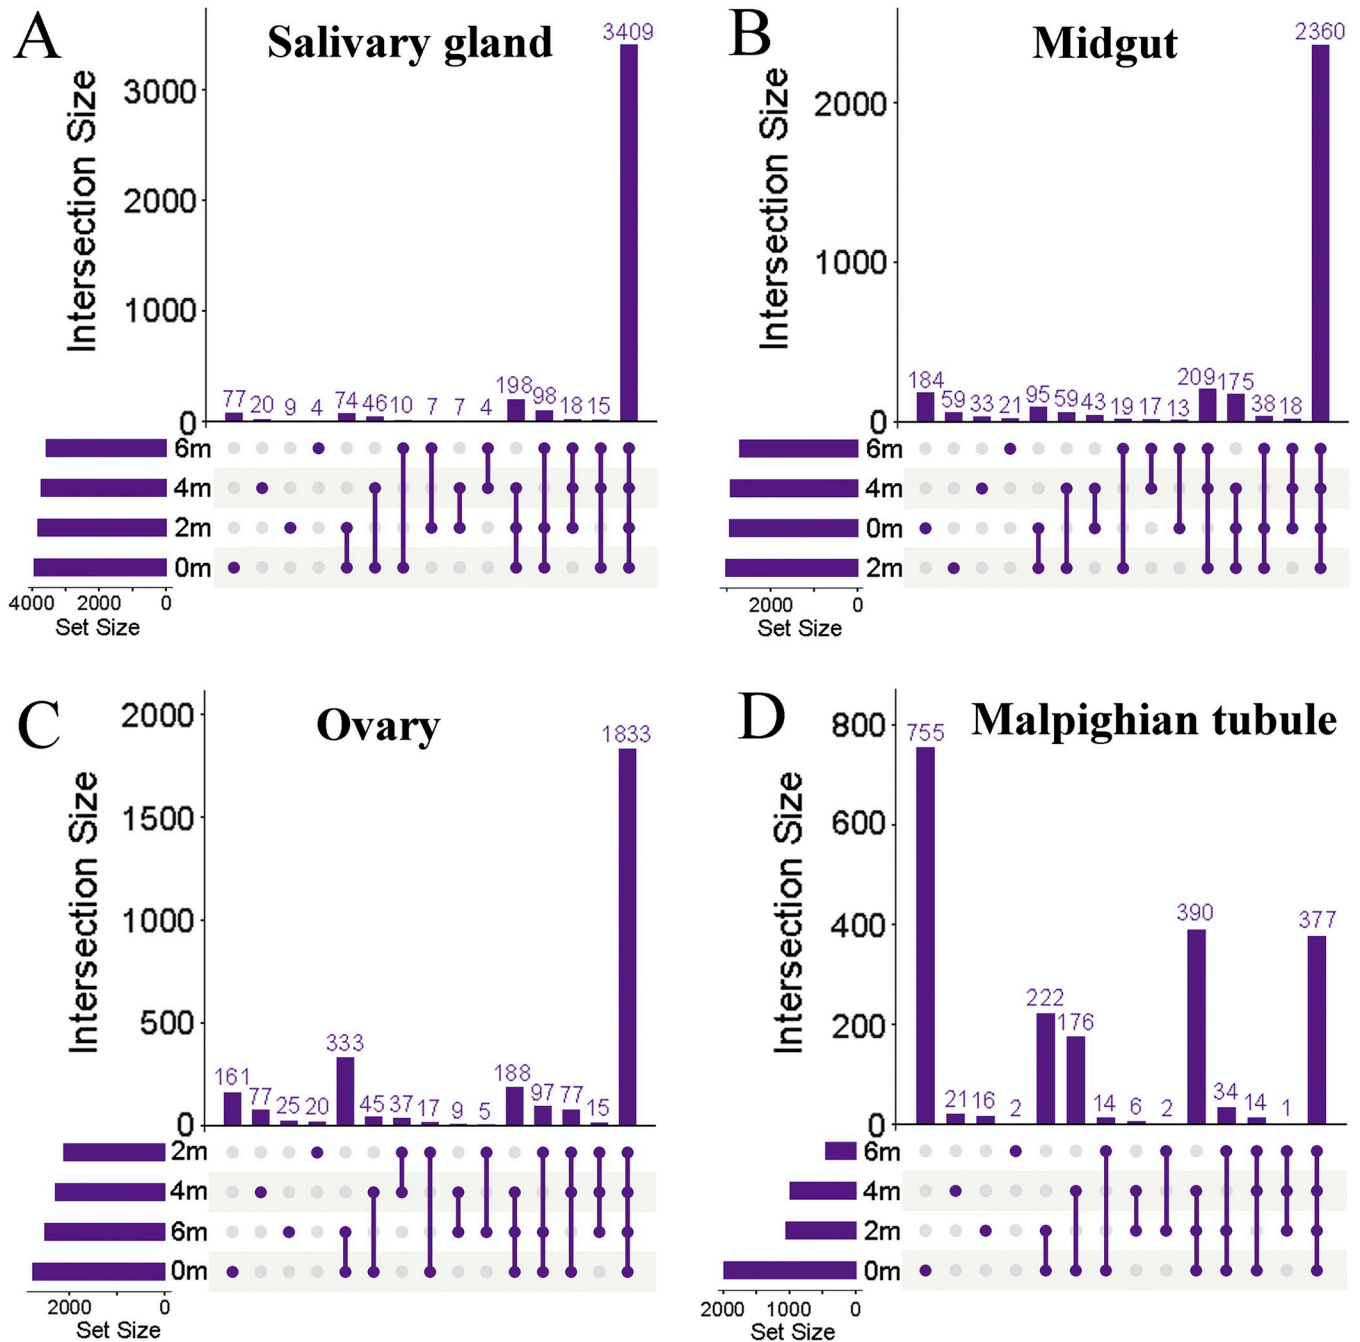 A
Salivary gland
Intersection Size
3000
2000
1000
0
77 20 9 4 74 46 10 7 7 4 198 98 18 15 3409
6m
4m
2m
0m
4000 2000 0
Set Size
B
Midgut
Intersection Size
2000
1000
0
184 59 33 21 95 59 43 19 17 13 209 175 38 18 2360
6m
4m
0m
2m
2000 0
Set Size
C
Ovary
Intersection Size
2000
1500
1000
500
0
161 77 25 20 333 45 37 17 9 5 188 97 77 15 1833
2m
4m
6m
0m
2000 0
Set Size
D
Malpighian tubule
Intersection Size
800
600
400
200
0
755 21 16 2 222 176 14 6 2 390 34 14 1 377
6m
4m
2m
0m
2000 1000 0
Set Size